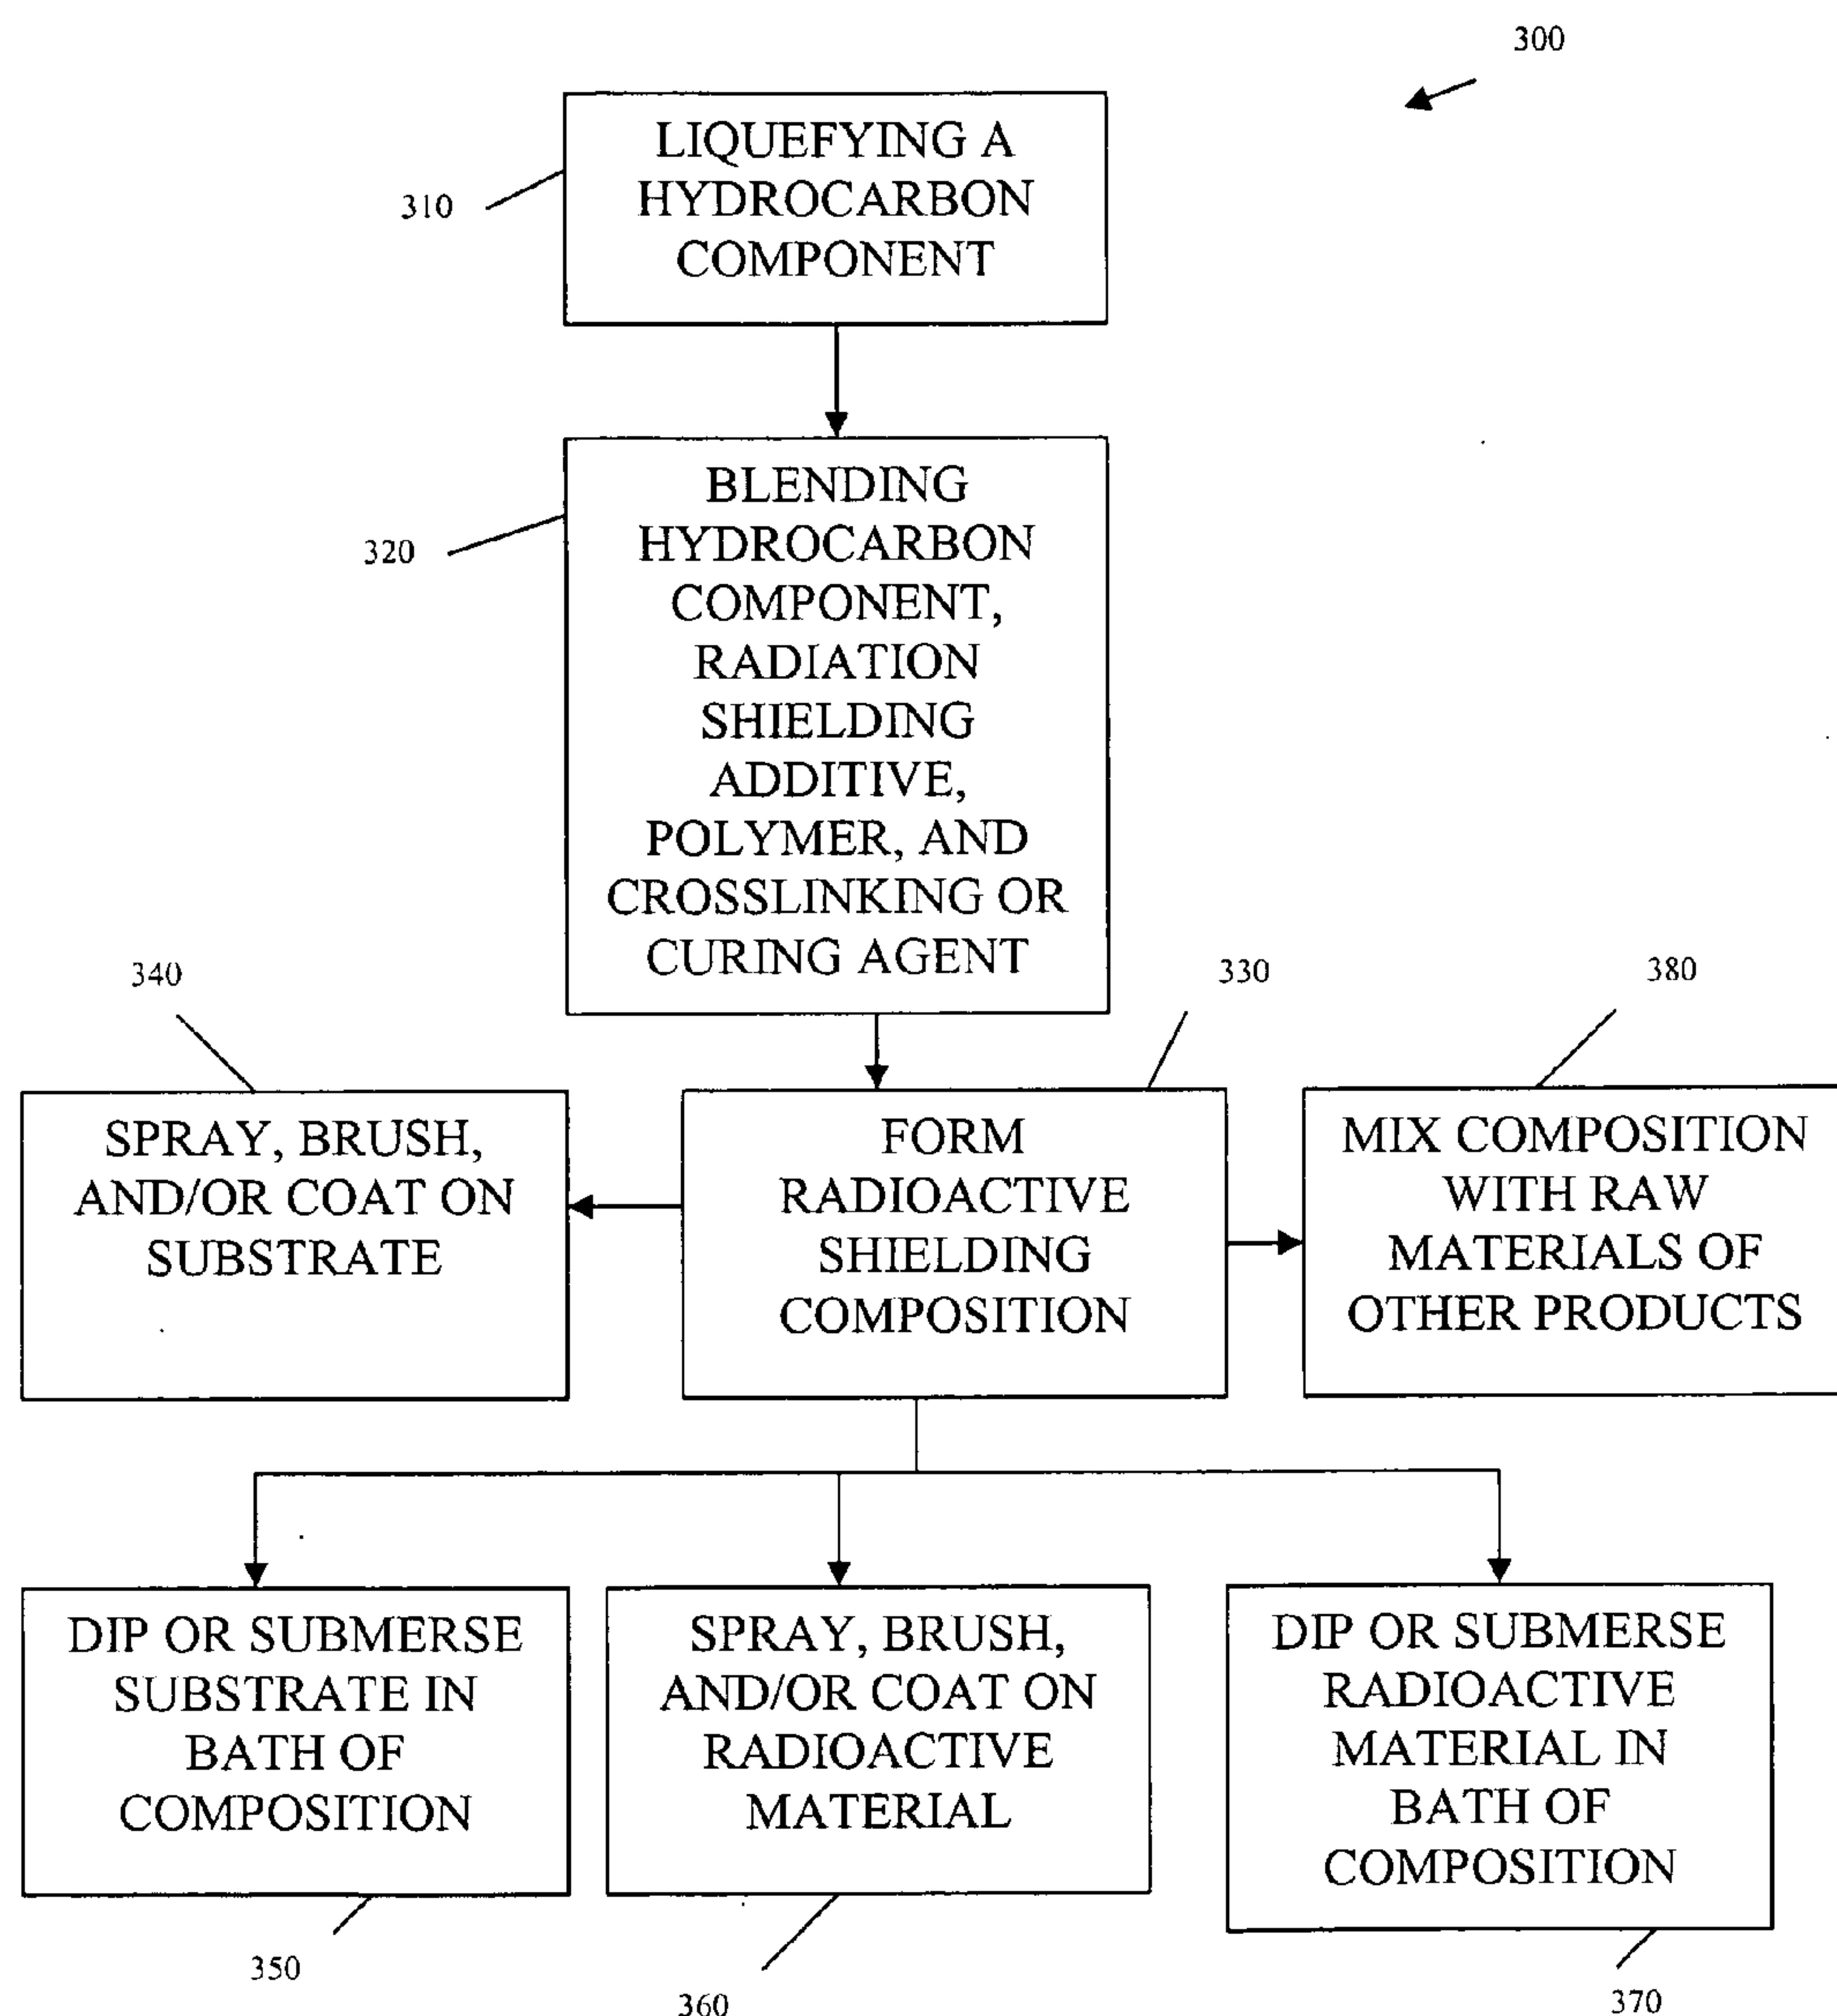 300
310
LIQUEFYING A
HYDROCARBON
COMPONENT
320
BLENDING
HYDROCARBON
COMPONENT,
RADIATION
SHIELDING
ADDITIVE,
POLYMER, AND
CROSSLINKING OR
CURING AGENT
340
330
380
SPRAY, BRUSH,
AND/OR COAT ON
SUBSTRATE
FORM
RADIOACTIVE
SHIELDING
COMPOSITION
MIX COMPOSITION
WITH RAW
MATERIALS OF
OTHER PRODUCTS
DIP OR SUBMERSE
SUBSTRATE IN
BATH OF
COMPOSITION
SPRAY, BRUSH,
AND/OR COAT ON
RADIOACTIVE
MATERIAL
DIP OR SUBMERSE
RADIOACTIVE
MATERIAL IN
BATH OF
COMPOSITION
350
360
370